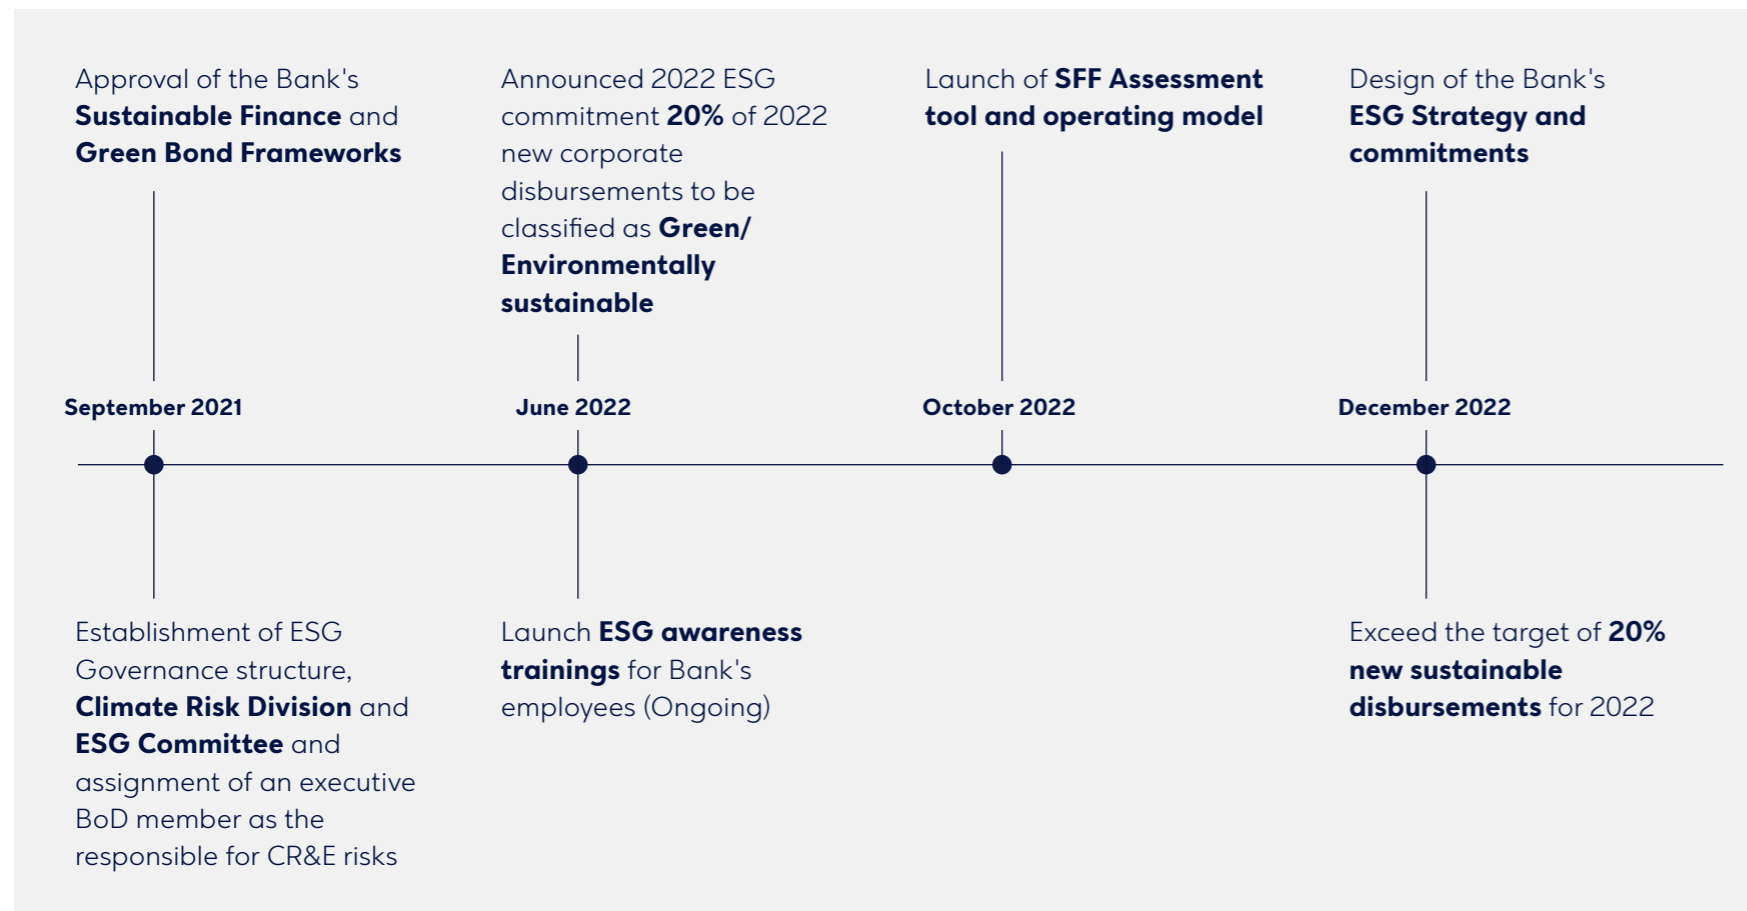 Approval of the Bank's
Sustainable Finance and
Green Bond Frameworks
Announced 2022 ESG
commitment 20% of 2022
new corporate
disbursements to be
classified as Green/
Environmentally
sustainable
Launch of SFF Assessment
tool and operating model
Design of the Bank's
ESG Strategy and
commitments
September 2021
June 2022
October 2022
December 2022
Establishment of ESG
Governance structure,
Climate Risk Division and
ESG Committee and
assignment of an executive
BoD member as the
responsible for CR&E risks
Launch ESG awareness
trainings for Bank's
employees (Ongoing)
Exceed the target of 20%
new sustainable
disbursements for 2022